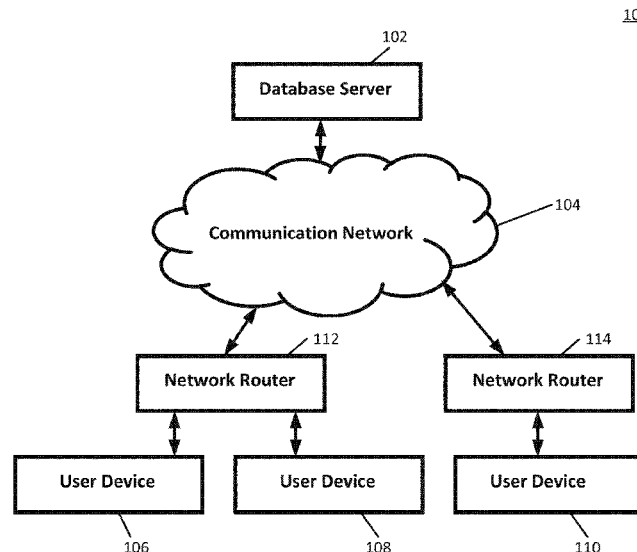 10
102
Database Server
104
Communication Network
112
114
Network Router
Network Router
User Device
User Device
User Device
106
108
110